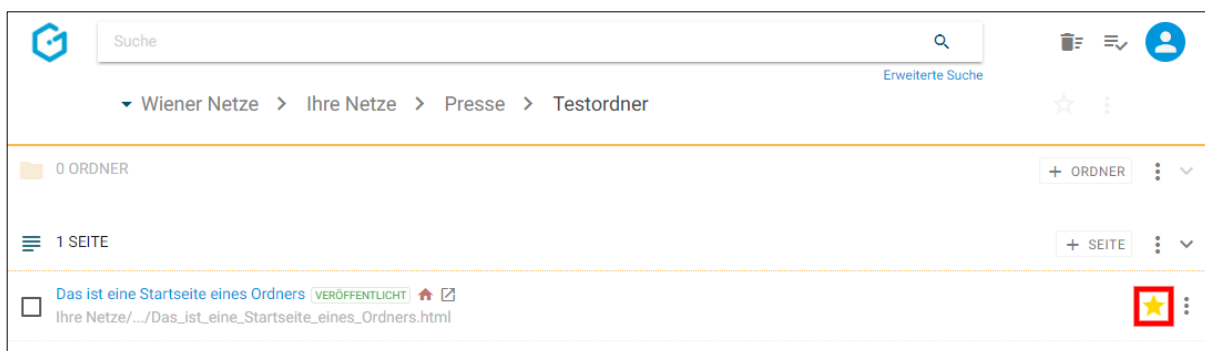 Suche
Erweiterte Suche
Wiener Netze > Ihre Netze > Presse > Testordner
0 ORDNER
+ ORDNER
1 SEITE
+ SEITE
Das ist eine Startseite eines Ordners VERÖFFENTLICHT
Ihre Netze/.../Das_ist_eine_Startseite_eines_Ordners.html